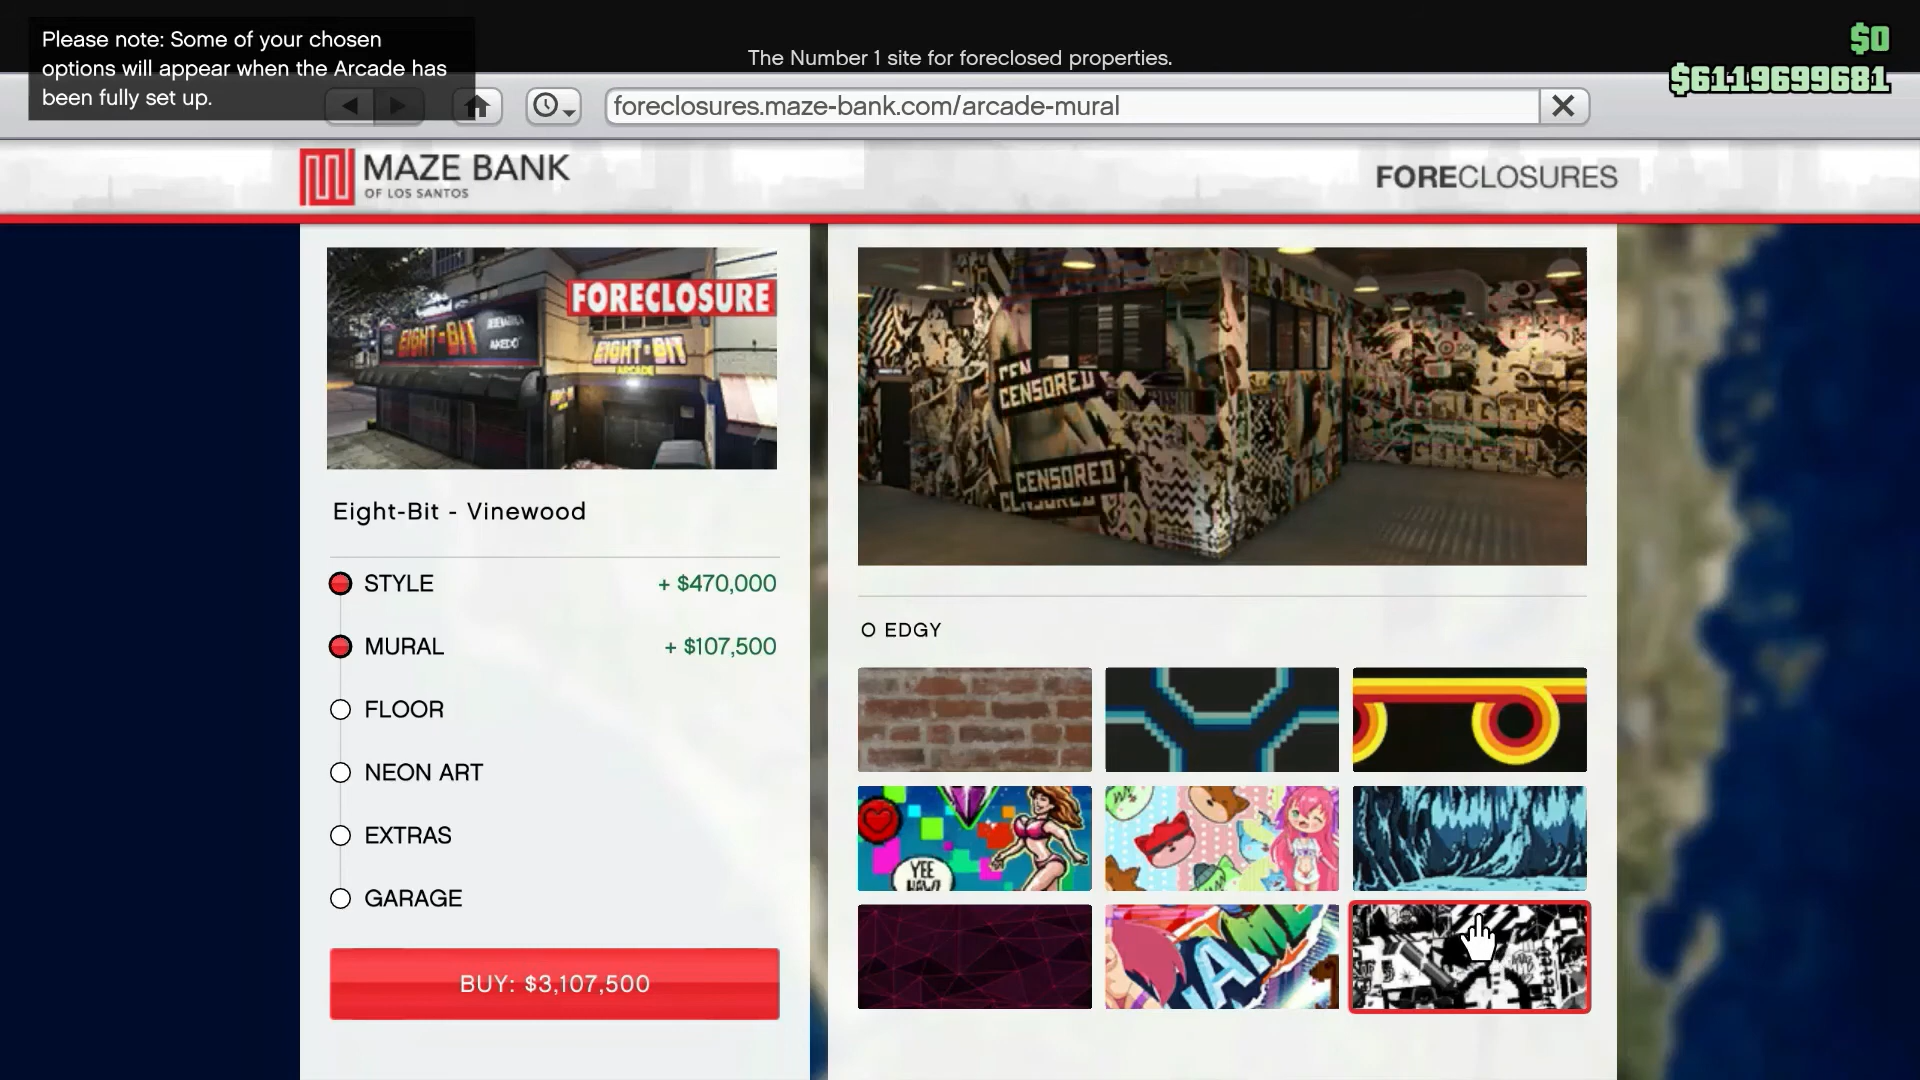 Please note: Some of your chosen
options will appear when the Arcade has
been fully set up.
The Number 1 site for foreclosed properties.
$0
$6119699681
foreclosures.maze-bank.com/arcade-mural
MAZE BANK
OF LOS SANTOS
FORECLOSURES
FORECLOSURE
EIGHT-BIT
AKEDO
EIGHT-BIT
ARCADE
CENSORED
CENSORED
Eight-Bit - Vinewood
STYLE + $470,000
MURAL + $107,500
FLOOR
NEON ART
EXTRAS
GARAGE
BUY: $3,107,500
O EDGY
YEE
HAW!